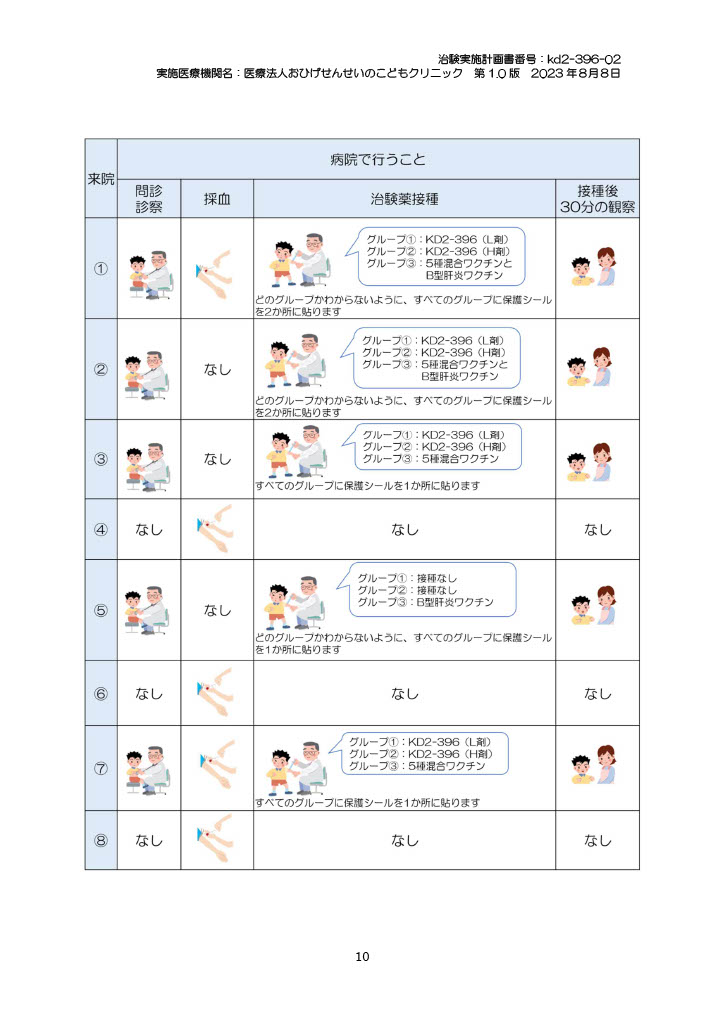 治験実施計画書番号：kd2-396-02
実施医療機関名：医療法人おひげせんせいのこどもクリニック　第 1.0 版　2023 年８月８日
来院
病院で行うこと
問診
診察
採血
治験薬接種
接種後
30分の観察
①
グループ①：KD2-396（L剤）
グループ②：KD2-396（H剤）
グループ③：5種混合ワクチンと
B型肝炎ワクチン
どのグループかわからないように、すべてのグループに保護シール
を2か所に貼ります
②
なし
グループ①：KD2-396（L剤）
グループ②：KD2-396（H剤）
グループ③：5種混合ワクチンと
B型肝炎ワクチン
どのグループかわからないように、すべてのグループに保護シール
を2か所に貼ります
③
なし
グループ①：KD2-396（L剤）
グループ②：KD2-396（H剤）
グループ③：5種混合ワクチン
すべてのグループに保護シールを1か所に貼ります
④
なし
なし
なし
⑤
なし
グループ①：接種なし
グループ②：接種なし
グループ③：B型肝炎ワクチン
どのグループかわからないように、すべてのグループに保護シール
を1か所に貼ります
⑥
なし
なし
なし
⑦
グループ①：KD2-396（L剤）
グループ②：KD2-396（H剤）
グループ③：5種混合ワクチン
すべてのグループに保護シールを1か所に貼ります
⑧
なし
なし
なし
10